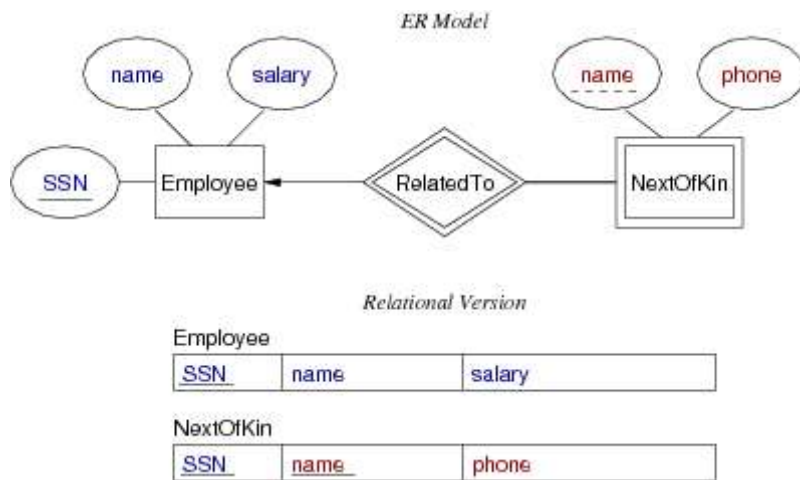 ER Model
name salary name phone
SSN Employee RelatedTo NextOfKin
Relational Version
Employee
SSN name salary
NextOfKin
SSN name phone